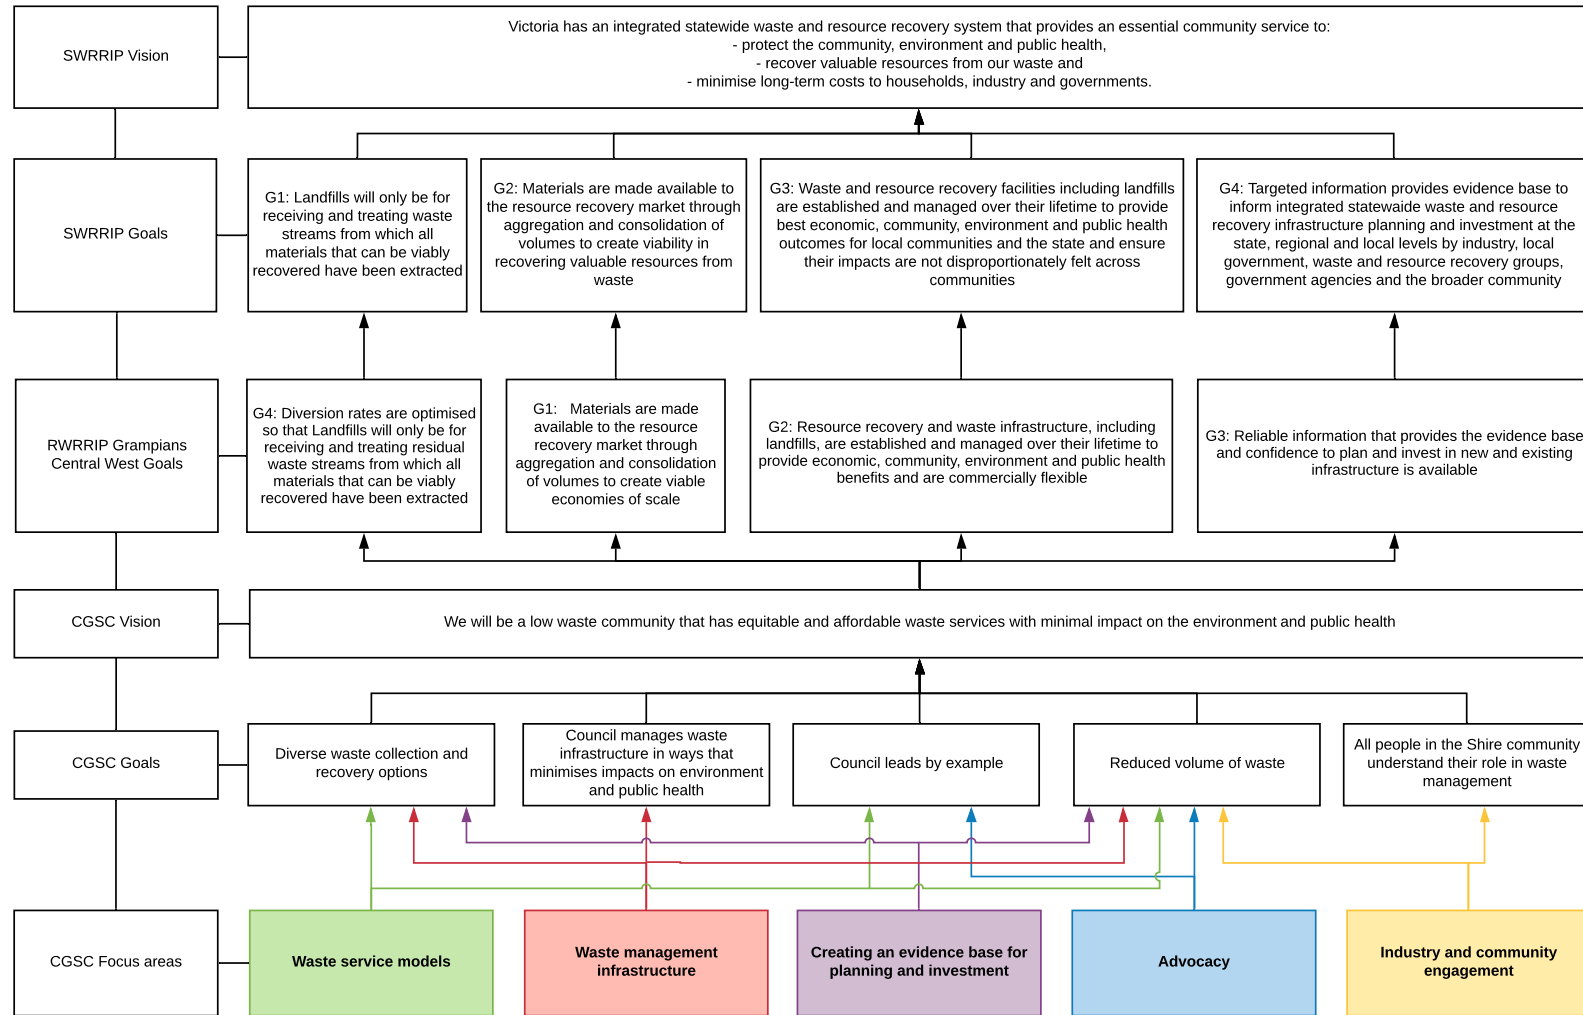 SWRRIP Vision
Victoria has an integrated statewide waste and resource recovery system that provides an essential community service to:
- protect the community, environment and public health,
- recover valuable resources from our waste and
- minimise long-term costs to households, industry and governments.
SWRRIP Goals
G1: Landfills will only be for
receiving and treating waste
streams from which all
materials that can be viably
recovered have been extracted
G2: Materials are made available to
the resource recovery market through
aggregation and consolidation of
volumes to create viability in
recovering valuable resources from
waste
G3: Waste and resource recovery facilities including landfills
are established and managed over their lifetime to provide
best economic, community, environment and public health
outcomes for local communities and the state and ensure
their impacts are not disproportionately felt across
communities
G4: Targeted information provides evidence base to
inform integrated statewaide waste and resource
recovery infrastructure planning and investment at the
state, regional and local levels by industry, local
government, waste and resource recovery groups,
government agencies and the broader community
RWRRIP Grampians
Central West Goals
G4: Diversion rates are optimised
so that Landfills will only be for
receiving and treating residual
waste streams from which all
materials that can be viably
recovered have been extracted
G1: Materials are made
available to the resource
recovery market through
aggregation and consolidation
of volumes to create viable
economies of scale
G2: Resource recovery and waste infrastructure, including
landfills, are established and managed over their lifetime to
provide economic, community, environment and public health
benefits and are commercially flexible
G3: Reliable information that provides the evidence base
and confidence to plan and invest in new and existing
infrastructure is available
CGSC Vision
We will be a low waste community that has equitable and affordable waste services with minimal impact on the environment and public health
CGSC Goals
Diverse waste collection and
recovery options
Council manages waste
infrastructure in ways that
minimises impacts on environment
and public health
Council leads by example
Reduced volume of waste
All people in the Shire community
understand their role in waste
management
CGSC Focus areas
Waste service models
Waste management
infrastructure
Creating an evidence base for
planning and investment
Advocacy
Industry and community
engagement